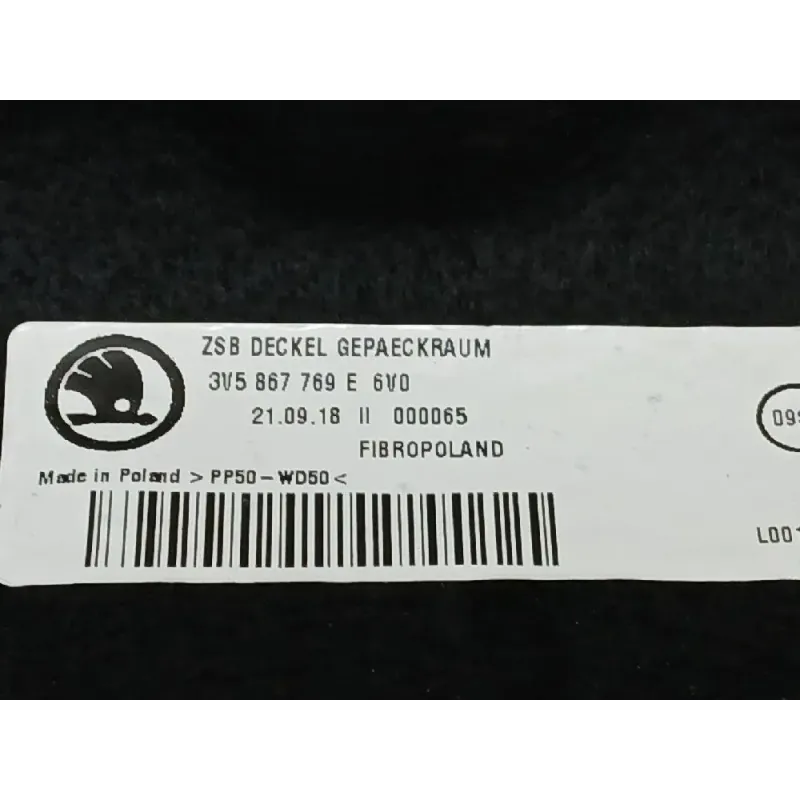 ZSB DECKEL GEPAECKRAUM
3V5 867 769 E 6V0
21.09.18 II 000065
FIBROPOLAND
Made in Poland >PP50-WD50<